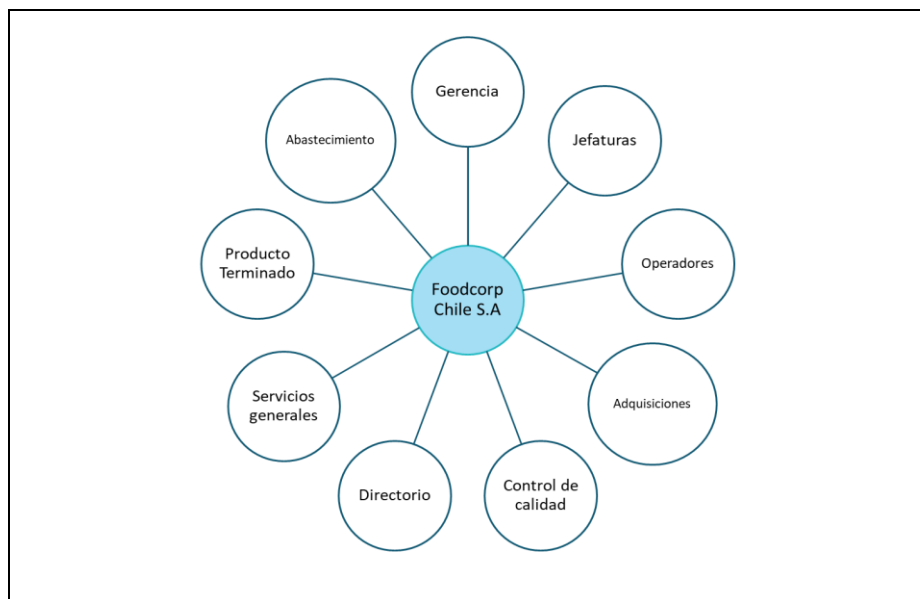 Gerencia
Abastecimiento
Jefaturas
Producto
Terminado
Operadores
Foodcorp
Chile S.A
Servicios
generales
Adquisiciones
Directorio
Control de
calidad